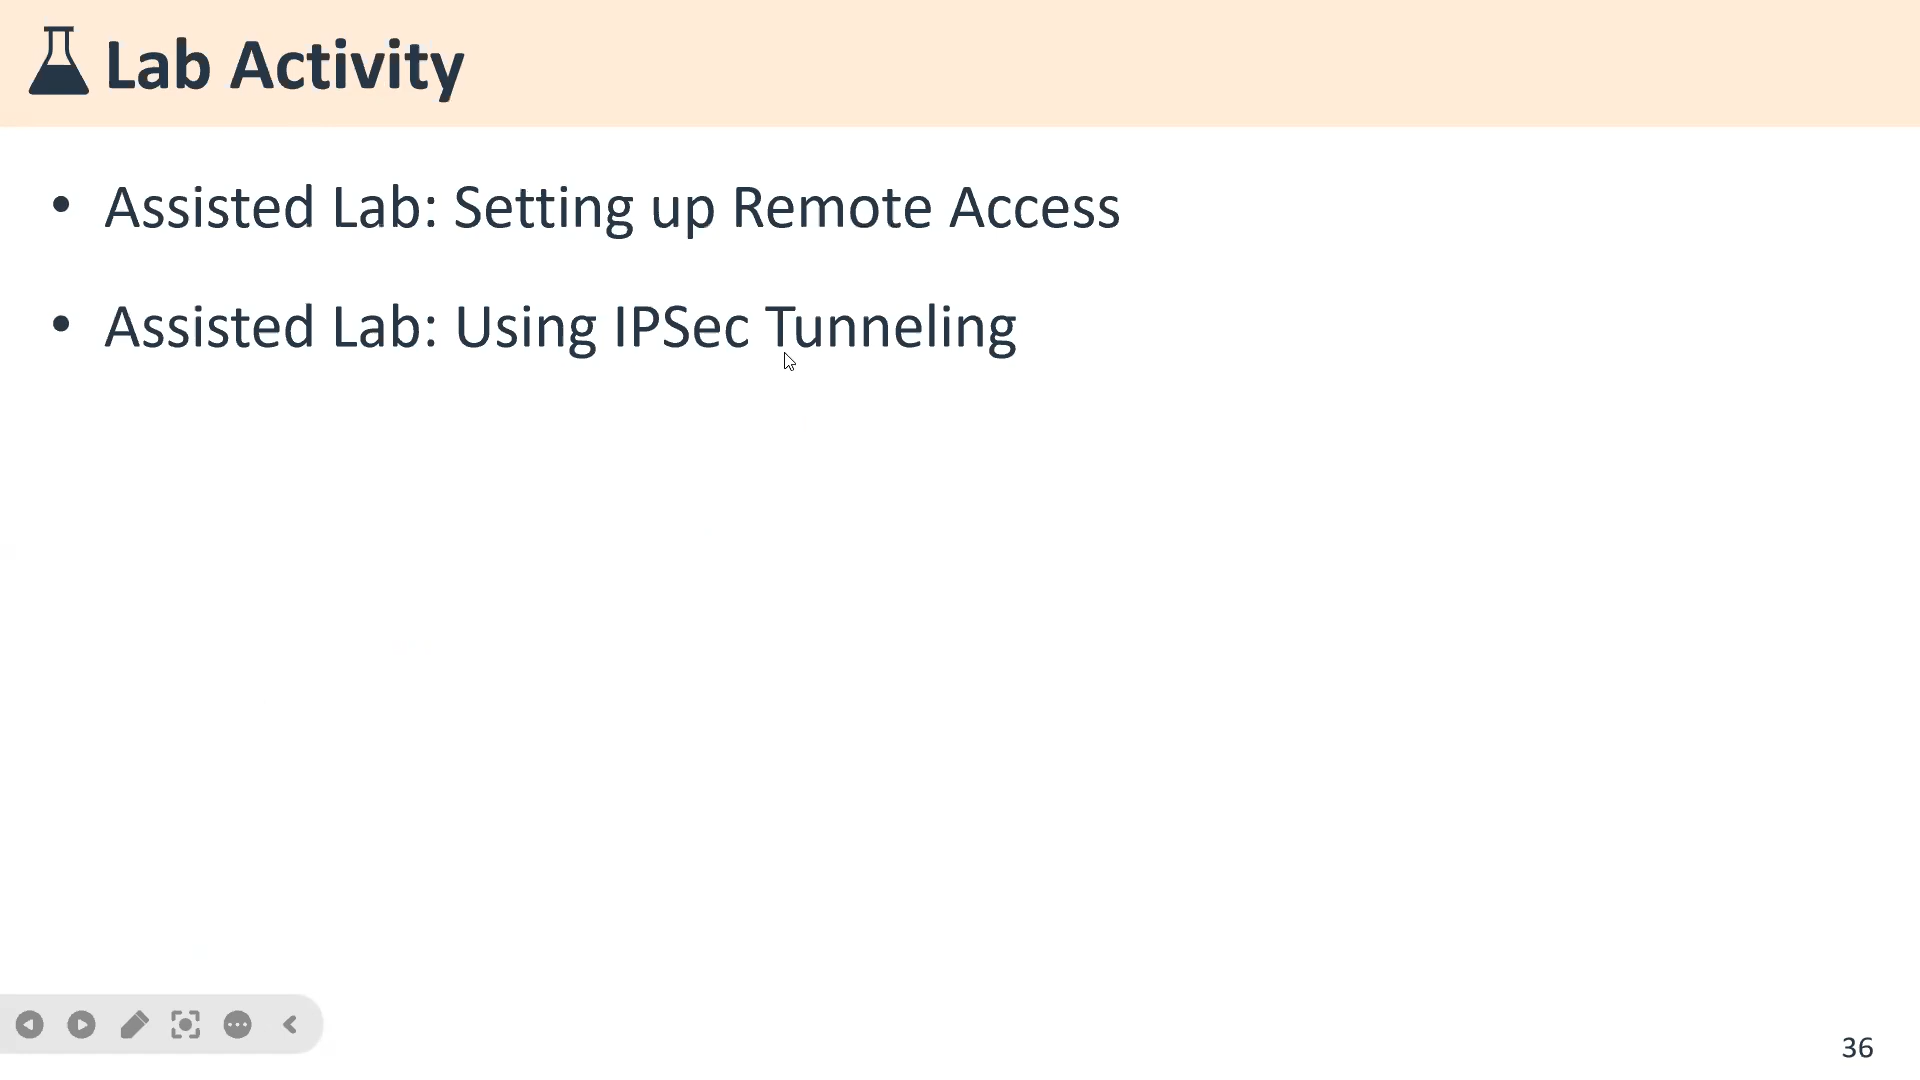 Lab Activity
• Assisted Lab: Setting up Remote Access
• Assisted Lab: Using IPSec Tunneling
36